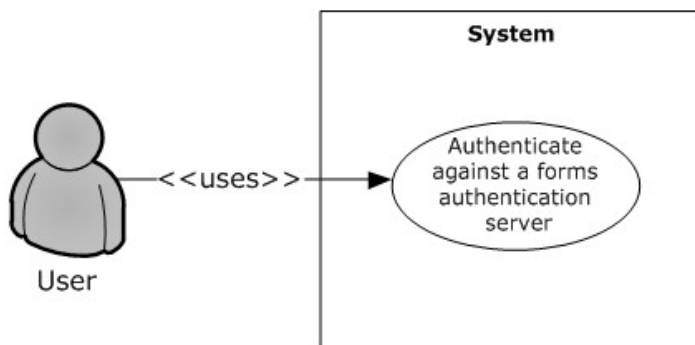 System
Authenticate
against a forms
authentication
server
<<uses>>
User